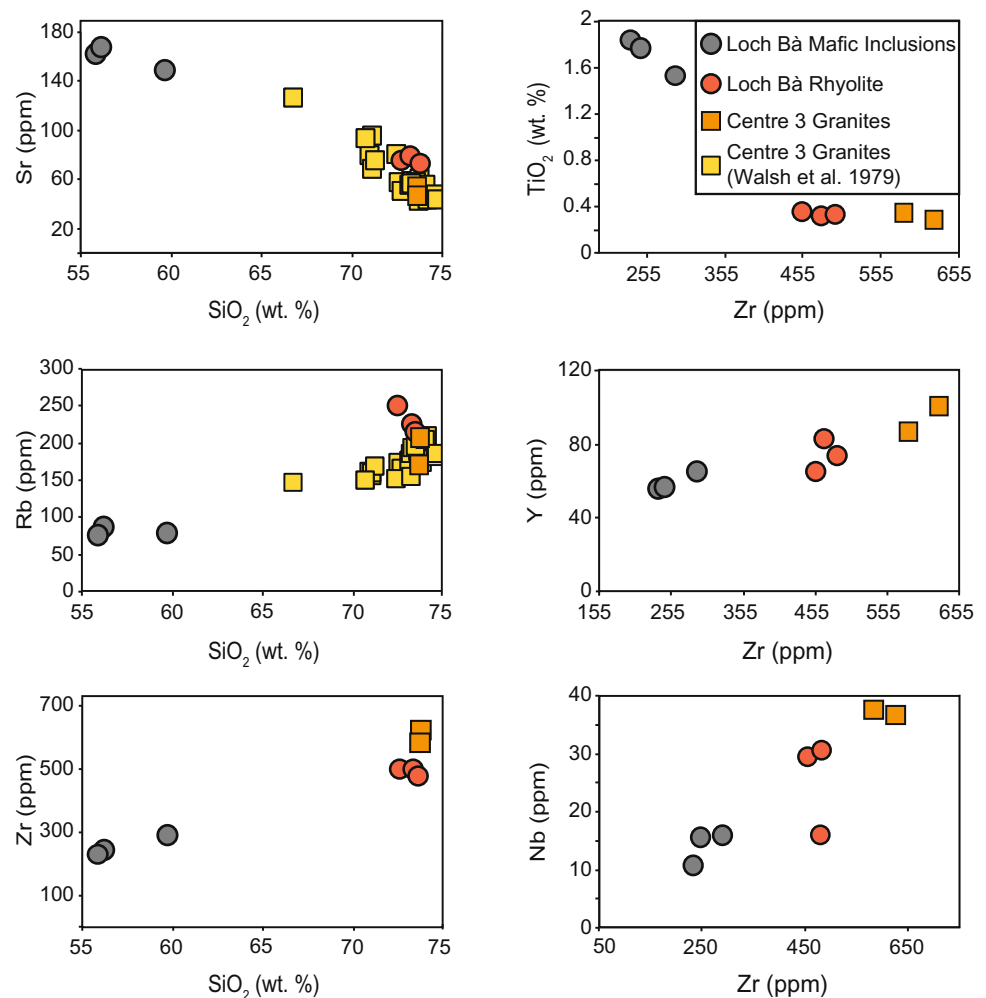 180
140
100
60
20
Sr (ppm)
55 60 70 75
SiO₂ (wt. %)
2
1.6
1.2
0.8
0.4
0
TiO₂ (wt. %)
255 355 455 555 655
Zr (ppm)
Loch Bà Mafic Inclusions
Loch Bà Rhyolite
Centre 3 Granites
Centre 3 Granites
(Walsh et al. 1979)
300
250
200
150
100
50
0
Rb (ppm)
55 60 65 70 75
SiO₂ (wt. %)
120
80
40
0
Y (ppm)
155 255 355 455 555 655
Zr (ppm)
700
500
300
100
Zr (ppm)
55 60 65 70 75
SiO₂ (wt. %)
40
30
20
10
0
Nb (ppm)
50 250 450 650
Zr (ppm)